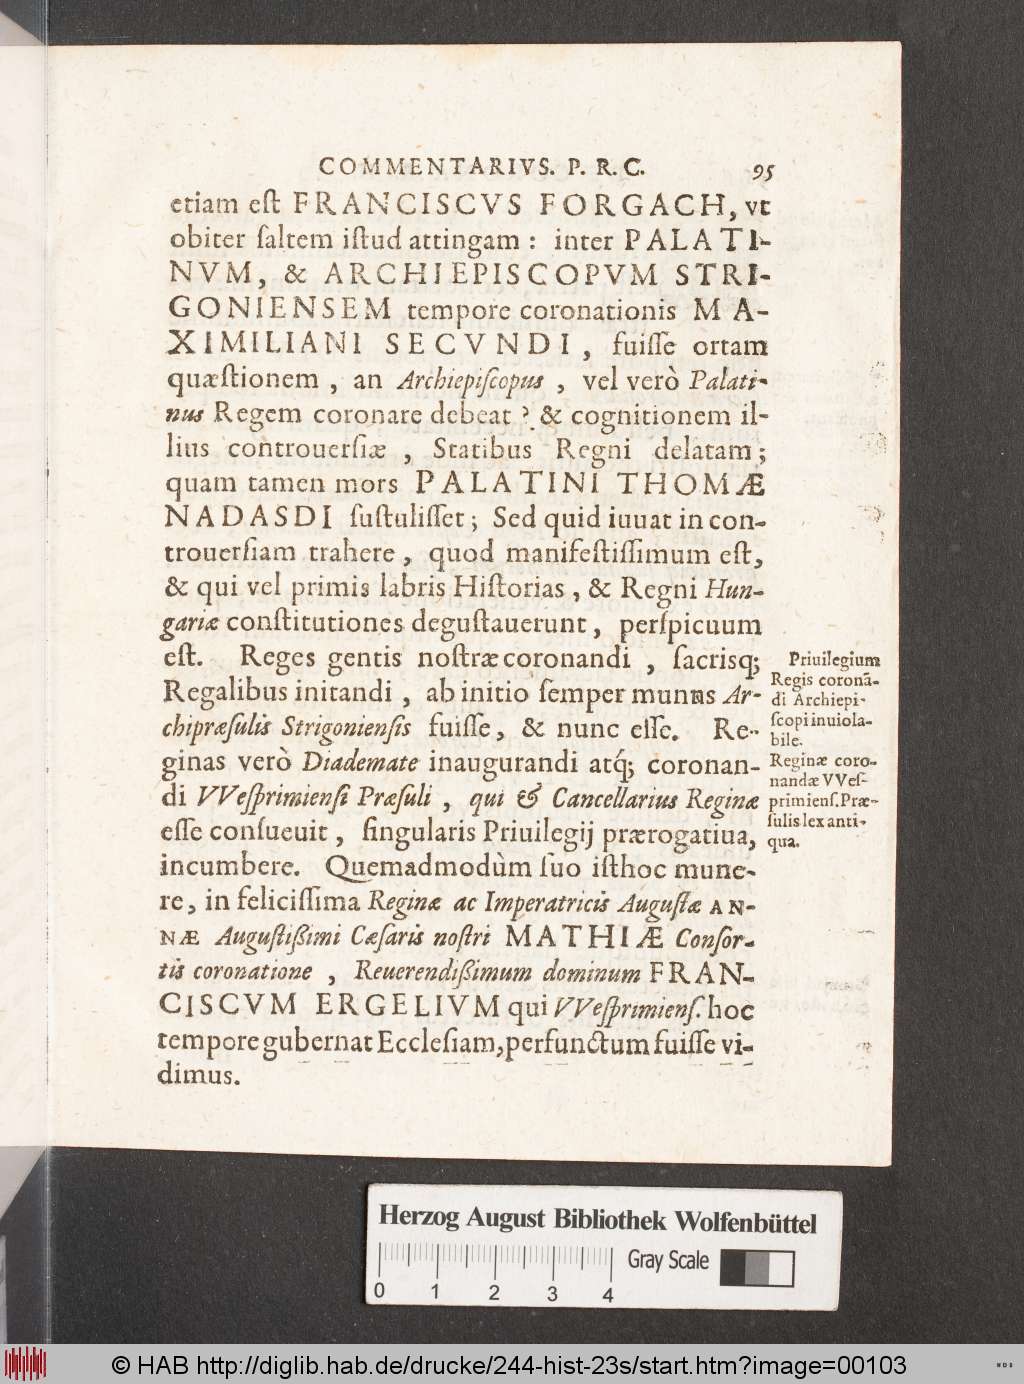 COMMENTARIVS. P. R. C. 95
etiam eſt FRANCISCVS FORGACH, vt
obiter ſaltem iſtud attingam : inter PALATI-
NVM, & ARCHIEPISCOPVM STRI-
GONIENSEM tempore coronationis MA-
XIMILIANI SECVNDI, fuiſſe ortam
quæſtionem, an Archiepiſcopus, vel verò Palati-
nus Regem coronare debeat? & cognitionem il-
lius controuerſiæ, Statibus Regni delatam;
quam tamen mors PALATINI THOMÆ
NADASDI ſuſtuliſſet; Sed quid iuuat in con-
trouerſiam trahere, quod manifeſtiſſimum eſt,
& qui vel primis labris Hiſtorias, & Regni Hun-
gariæ conſtitutiones deguſtauerunt, perſpicuum
eſt. Reges gentis noſtræ coronandi, ſacrisq;
Regalibus initandi, ab initio ſemper munus Ar-
chipræſulis Strigonienſis fuiſſe, & nunc eſſe. Re-
ginas verò Diademate inaugurandi atq́; coronan-
di VVeſprimienſi Præſuli, qui & Cancellarius Reginæ
eſſe conſueuit, ſingularis Priuilegij prærogatiua,
incumbere. Quemadmodùm ſuo iſthoc mune-
re, in feliciſſima Reginæ ac Imperatricis Auguſtæ AN-
NÆ Auguſtißimi Cæſaris noſtri MATHIÆ Conſor-
tis coronatione, Reuerendißimum dominum FRAN-
CISCVM ERGELIVM qui VVeſprimienſ. hoc
tempore gubernat Eccleſiam, perfunctum fuiſſe vi-
dimus.
Priuilegium
Regis coronā-
di Archiepi-
ſcopi inuiola-
bile.
Reginæ coro-
nandæ VVeſ-
primienſ. Præ-
ſulis lex anti-
qua.
Herzog August Bibliothek Wolfenbüttel
Gray Scale
0 1 2 3 4
© HAB http://diglib.hab.de/drucke/244-hist-23s/start.htm?image=00103